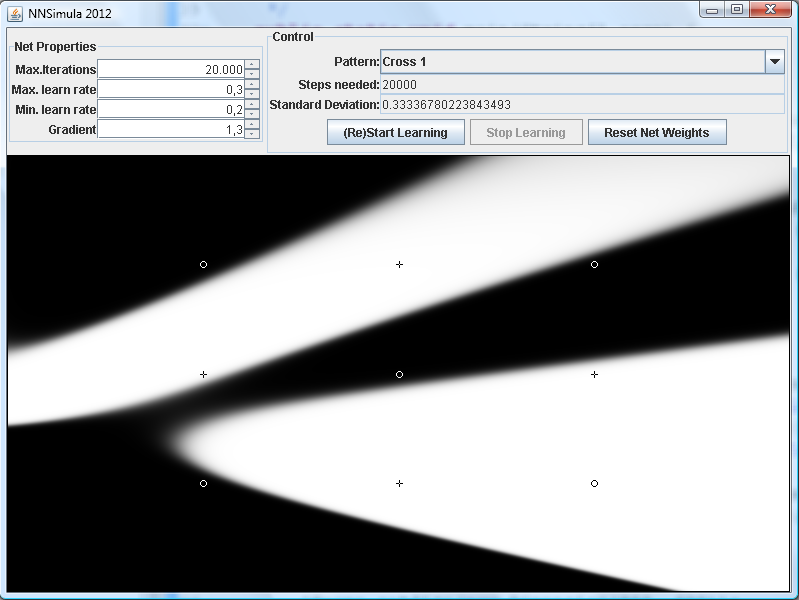 NNSimula 2012
Net Properties
Max.Iterations 20.000
Max. learn rate 0,3
Min. learn rate 0,2
Gradient 1,3
Control
Pattern: Cross 1
Steps needed: 20000
Standard Deviation: 0.33336780223843493
(Re)Start Learning Stop Learning Reset Net Weights